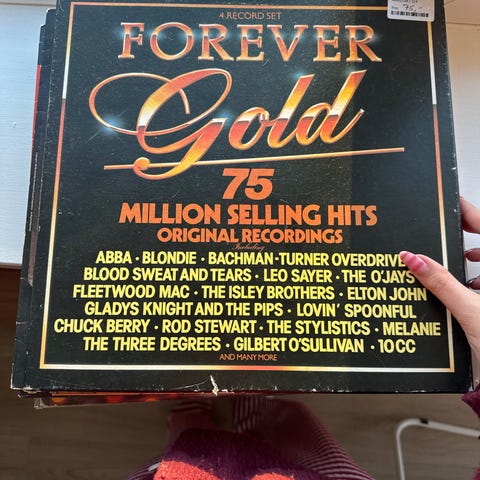 4 RECORD SET
FOREVER
Gold
75,-
75
MILLION SELLING HITS
ORIGINAL RECORDINGS
Including
ABBA • BLONDIE • BACHMAN-TURNER OVERDRIVE
BLOOD SWEAT AND TEARS • LEO SAYER • THE O'JAYS
FLEETWOOD MAC • THE ISLEY BROTHERS • ELTON JOHN
GLADYS KNIGHT AND THE PIPS • LOVIN' SPOONFUL
CHUCK BERRY • ROD STEWART • THE STYLISTICS • MELANIE
THE THREE DEGREES • GILBERT O'SULLIVAN • 10CC
AND MANY MORE